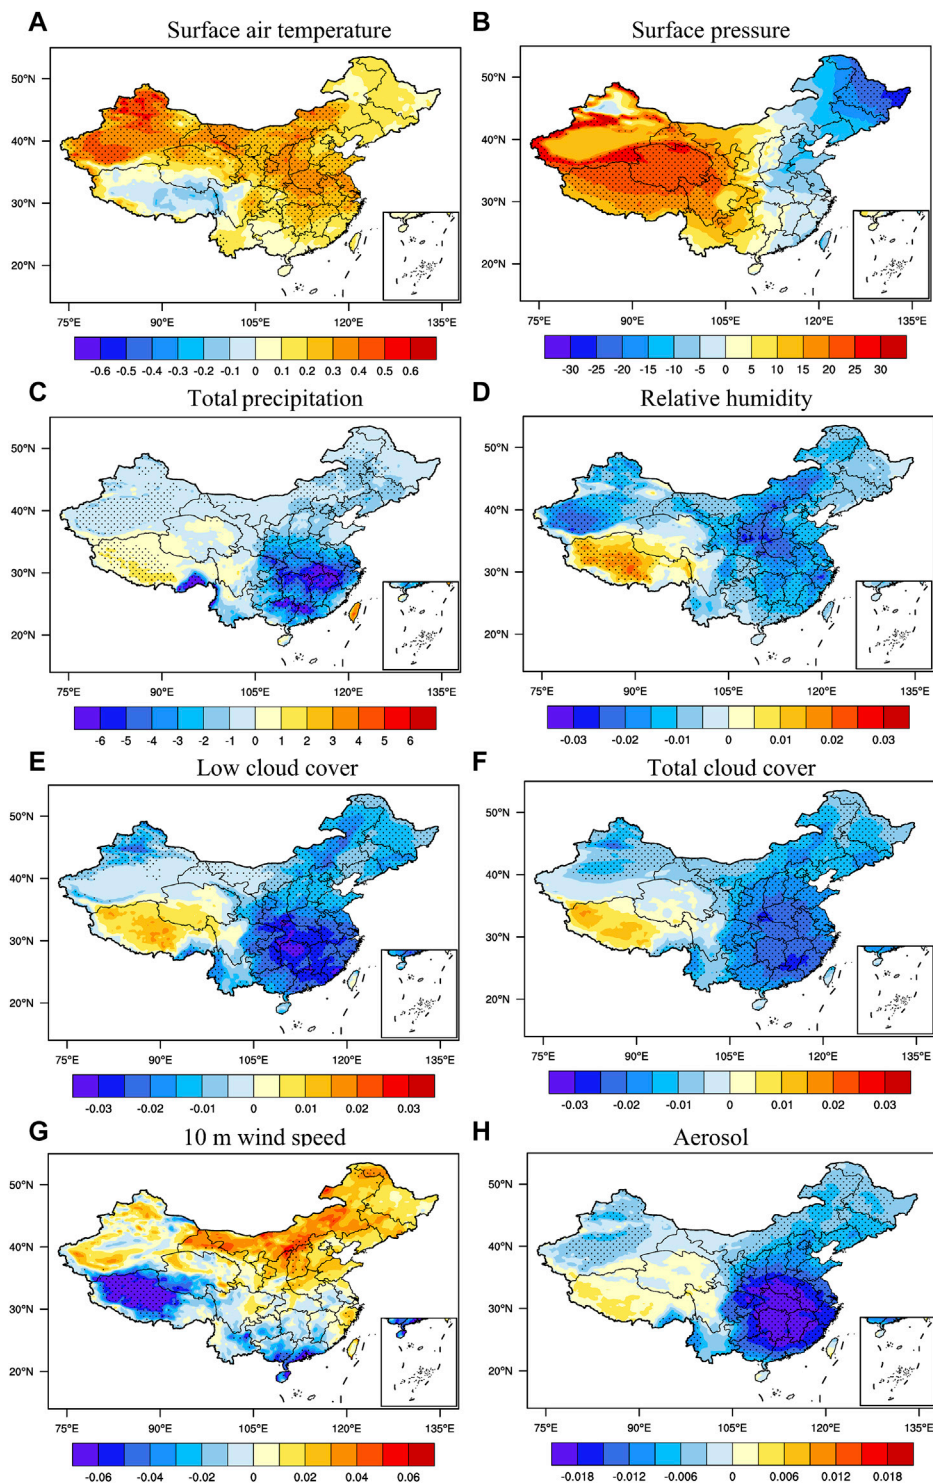 A Surface air temperature
50°N
40°N
30°N
20°N
75°E 90°E 105°E 120°E 135°E
-0.6 -0.5 -0.4 -0.3 -0.2 -0.1 0 0.1 0.2 0.3 0.4 0.5 0.6
B Surface pressure
50°N
40°N
30°N
20°N
75°E 90°E 105°E 120°E 135°E
-30 -25 -20 -15 -10 -5 0 5 10 15 20 25 30
C Total precipitation
50°N
40°N
30°N
20°N
75°E 90°E 105°E 120°E 135°E
-6 -5 -4 -3 -2 -1 0 1 2 3 4 5 6
D Relative humidity
50°N
40°N
30°N
20°N
75°E 90°E 105°E 120°E 135°E
-0.03 -0.02 -0.01 0 0.01 0.02 0.03
E Low cloud cover
50°N
40°N
30°N
20°N
75°E 90°E 105°E 120°E 135°E
-0.03 -0.02 -0.01 0 0.01 0.02 0.03
F Total cloud cover
50°N
40°N
30°N
20°N
75°E 90°E 105°E 120°E 135°E
-0.03 -0.02 -0.01 0 0.01 0.02 0.03
G 10 m wind speed
50°N
40°N
30°N
20°N
75°E 90°E 105°E 120°E 135°E
-0.06 -0.04 -0.02 0 0.02 0.04 0.06
H Aerosol
50°N
40°N
30°N
20°N
75°E 90°E 105°E 120°E 135°E
-0.018 -0.012 -0.006 0 0.006 0.012 0.018